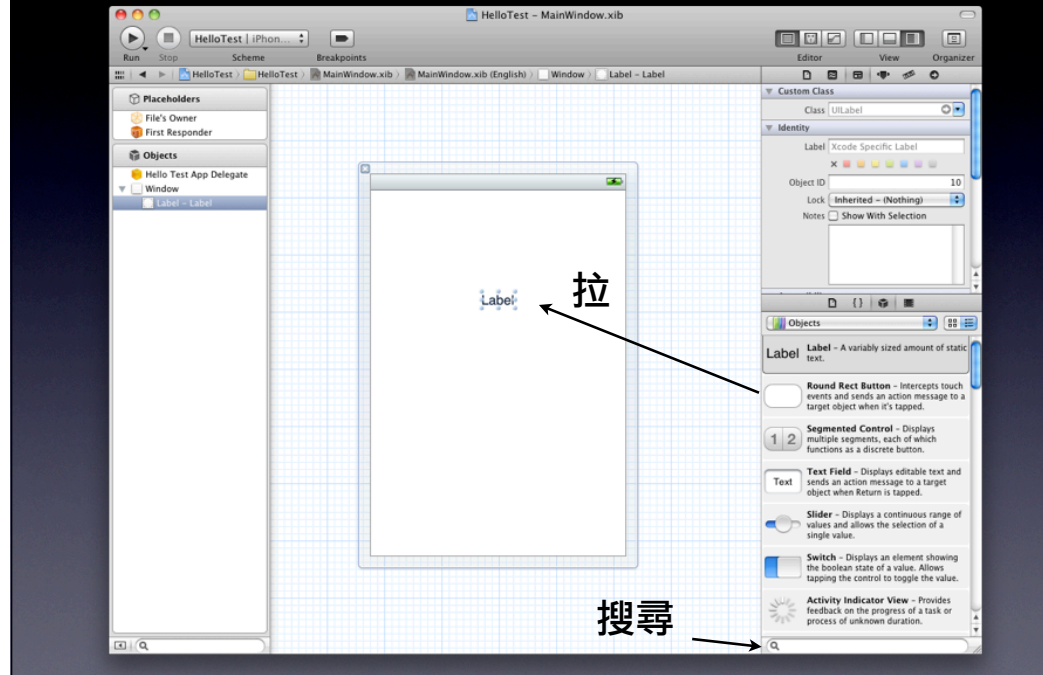 HelloTest – MainWindow.xib
HelloTest | iPhon...
Run Stop Scheme Breakpoints Editor View Organizer
HelloTest HelloTest MainWindow.xib MainWindow.xib (English) Window Label – Label
Placeholders
File's Owner
First Responder
Objects
Hello Test App Delegate
Window
Label – Label
Label
拉
搜尋
Custom Class
Class UILabel
Identity
Label Xcode Specific Label
Object ID 10
Lock Inherited – (Nothing)
Notes Show With Selection
{ }
Objects
Label
Label – A variably sized amount of static
text.
Round Rect Button – Intercepts touch
events and sends an action message to a
target object when it's tapped.
1 2
Segmented Control – Displays
multiple segments, each of which
functions as a discrete button.
Text
Text Field – Displays editable text and
sends an action message to a target
object when Return is tapped.
Slider – Displays a continuous range of
values and allows the selection of a
single value.
Switch – Displays an element showing
the boolean state of a value. Allows
tapping the control to toggle the value.
Activity Indicator View – Provides
feedback on the progress of a task or
process of unknown duration.